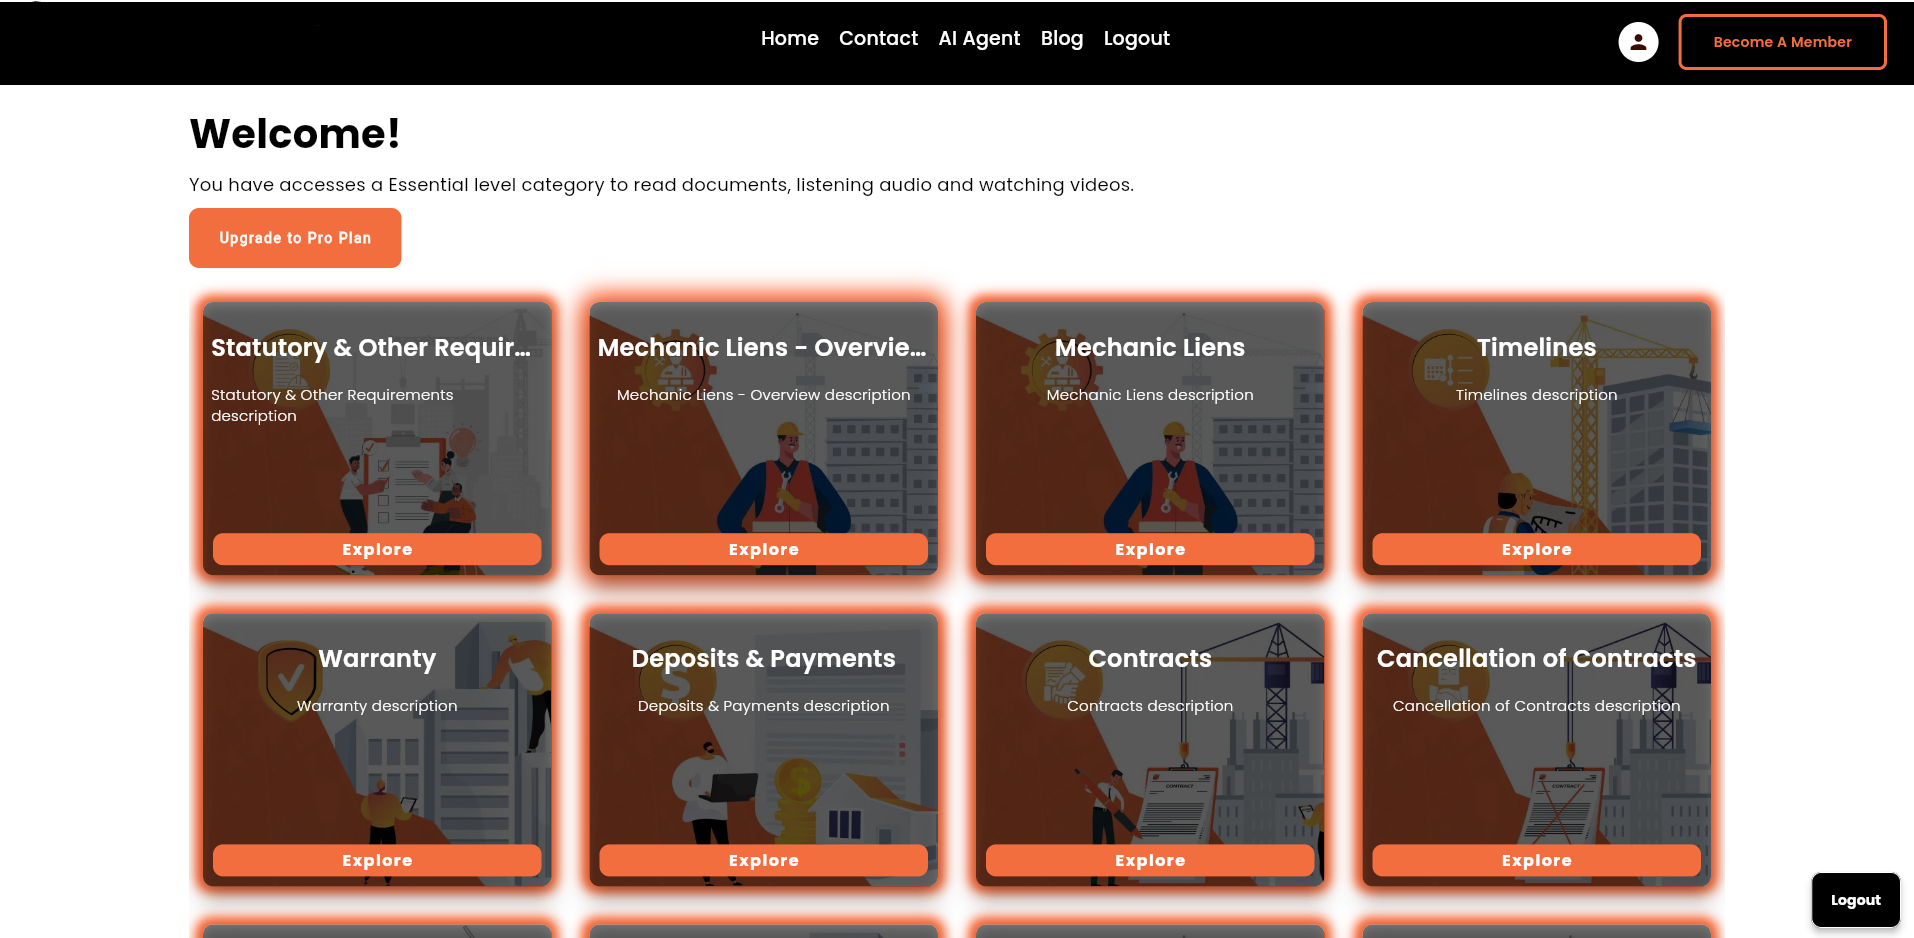 Home Contact AI Agent Blog Logout
Become A Member
Welcome!
You have accesses a Essential level category to read documents, listening audio and watching videos.
Upgrade to Pro Plan
Statutory & Other Requir...
Statutory & Other Requirements
description
Explore
Mechanic Liens - Overvie...
Mechanic Liens - Overview description
Explore
Mechanic Liens
Mechanic Liens description
Explore
Timelines
Timelines description
Explore
Warranty
Warranty description
Explore
Deposits & Payments
Deposits & Payments description
Explore
Contracts
Contracts description
CONTRACT
Explore
Cancellation of Contracts
Cancellation of Contracts description
CONTRACT
Explore
Logout